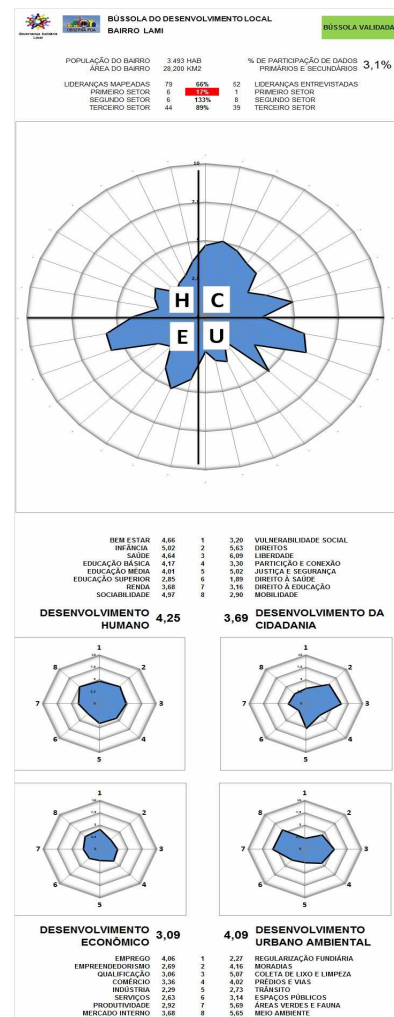 BÚSSOLA DO DESENVOLVIMENTO LOCAL
BAIRRO LAMI
BÚSSOLA VALIDADA
Governança Solidária Local
OBSERVA POA
POPULAÇÃO DO BAIRRO 3.493 HAB
ÁREA DO BAIRRO 28,200 KM2
% DE PARTICIPAÇÃO DE DADOS PRIMÁRIOS E SECUNDÁRIOS 3,1%
LIDERANÇAS MAPEADAS 79 66% 52 LIDERANÇAS ENTREVISTADAS
PRIMEIRO SETOR 6 17% 1 PRIMEIRO SETOR
SEGUNDO SETOR 6 133% 8 SEGUNDO SETOR
TERCEIRO SETOR 44 89% 39 TERCEIRO SETOR
10
H C
E U
BEM ESTAR 4,66 1 3,20 VULNERABILIDADE SOCIAL
INFÂNCIA 5,02 2 5,63 DIREITOS
SAÚDE 4,64 3 6,09 LIBERDADE
EDUCAÇÃO BÁSICA 4,17 4 3,30 PARTICIÇÃO E CONEXÃO
EDUCAÇÃO MÉDIA 4,01 5 5,02 JUSTIÇA E SEGURANÇA
EDUCAÇÃO SUPERIOR 2,85 6 1,89 DIREITO À SAÚDE
RENDA 3,68 7 3,16 DIREITO À EDUCAÇÃO
SOCIABILIDADE 4,97 8 2,90 MOBILIDADE
DESENVOLVIMENTO HUMANO 4,25
3,69 DESENVOLVIMENTO DA CIDADANIA
1 2 3 4 5 6 7 8
1 2 3 4 5 6 7 8
1 2 3 4 5 6 7 8
1 2 3 4 5 6 7 8
DESENVOLVIMENTO ECONÔMICO 3,09
4,09 DESENVOLVIMENTO URBANO AMBIENTAL
EMPREGO 4,06 1 2,27 REGULARIZAÇÃO FUNDIÁRIA
EMPREENDEDORISMO 2,69 2 4,16 MORADIAS
QUALIFICAÇÃO 3,06 3 5,07 COLETA DE LIXO E LIMPEZA
COMÉRCIO 3,36 4 4,02 PRÉDIOS E VIAS
INDÚSTRIA 2,29 5 2,73 TRÂNSITO
SERVIÇOS 2,63 6 3,14 ESPAÇOS PÚBLICOS
PRODUTIVIDADE 2,92 7 5,69 ÁREAS VERDES E FAUNA
MERCADO INTERNO 3,68 8 5,65 MEIO AMBIENTE